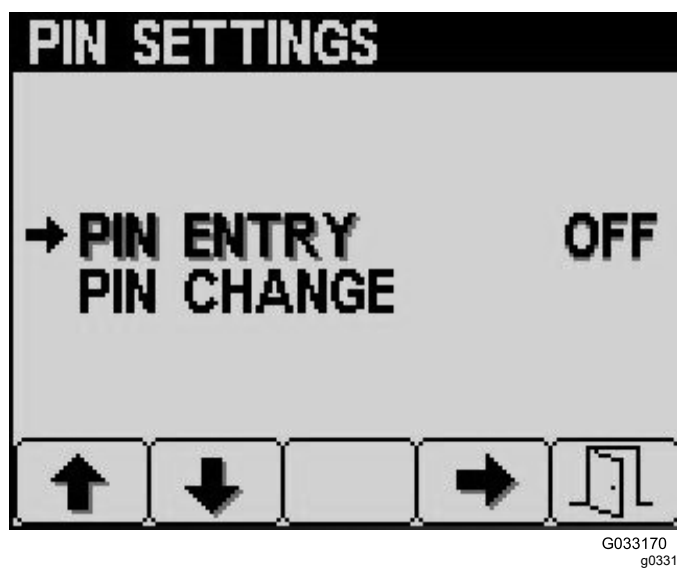 PIN SETTINGS
PIN ENTRY OFF
PIN CHANGE
G033170
g0331